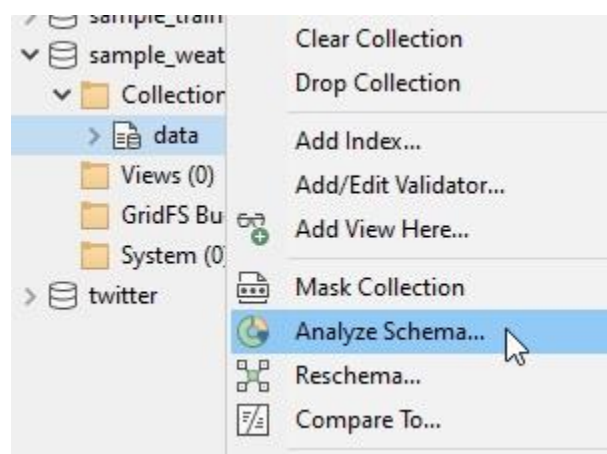 sample_train
sample_weat
Collection
data
Views (0)
GridFS Bu
System (0)
twitter
Clear Collection
Drop Collection
Add Index...
Add/Edit Validator...
Add View Here...
Mask Collection
Analyze Schema...
Reschema...
Compare To...